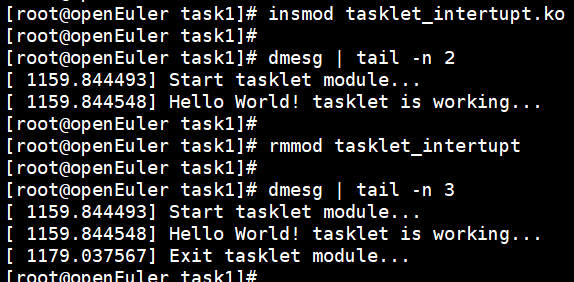 [root@openEuler task1]# insmod tasklet_intertupt.ko
[root@openEuler task1]#
[root@openEuler task1]# dmesg | tail -n 2
[ 1159.844493] Start tasklet module...
[ 1159.844548] Hello World! tasklet is working...
[root@openEuler task1]#
[root@openEuler task1]# rmmod tasklet_intertupt
[root@openEuler task1]#
[root@openEuler task1]# dmesg | tail -n 3
[ 1159.844493] Start tasklet module...
[ 1159.844548] Hello World! tasklet is working...
[ 1179.037567] Exit tasklet module...
[root@openEuler task1]#